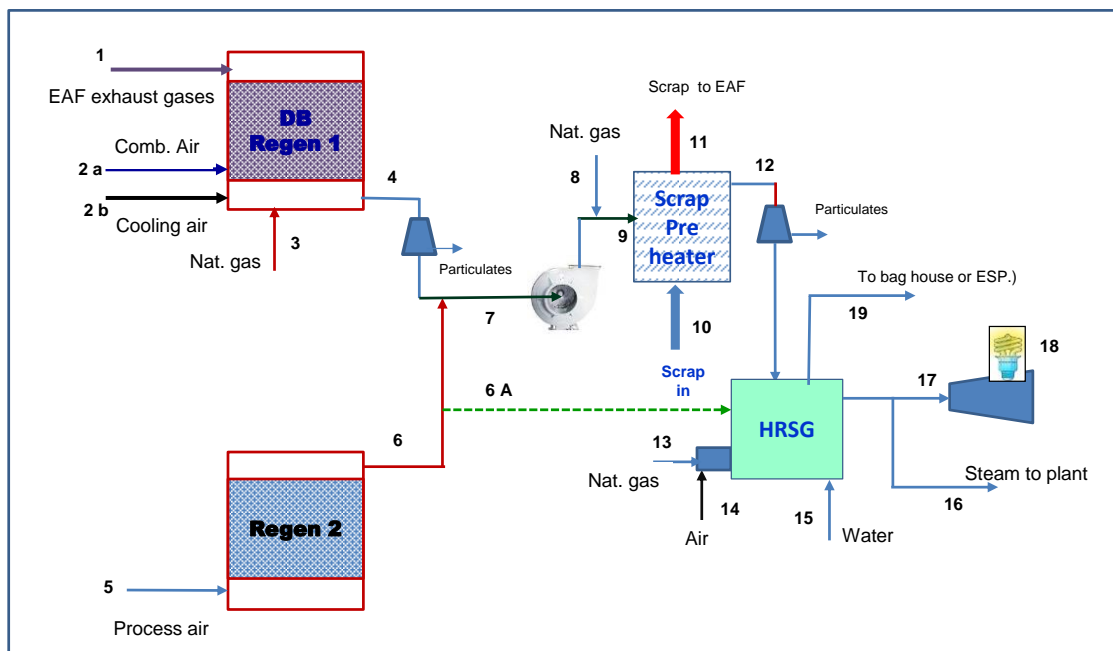 1
EAF exhaust gases
DB
Regen 1
Comb. Air
2 a
2 b
Cooling air
3
Nat. gas
4
Particulates
Nat. gas
8
9
7
Scrap to EAF
11
12
Scrap
Pre
heater
Particulates
10
Scrap
in
To bag house or ESP.)
19
18
17
6 A
HRSG
13
Nat. gas
14
Air
15
Water
Steam to plant
16
6
Regen 2
5
Process air